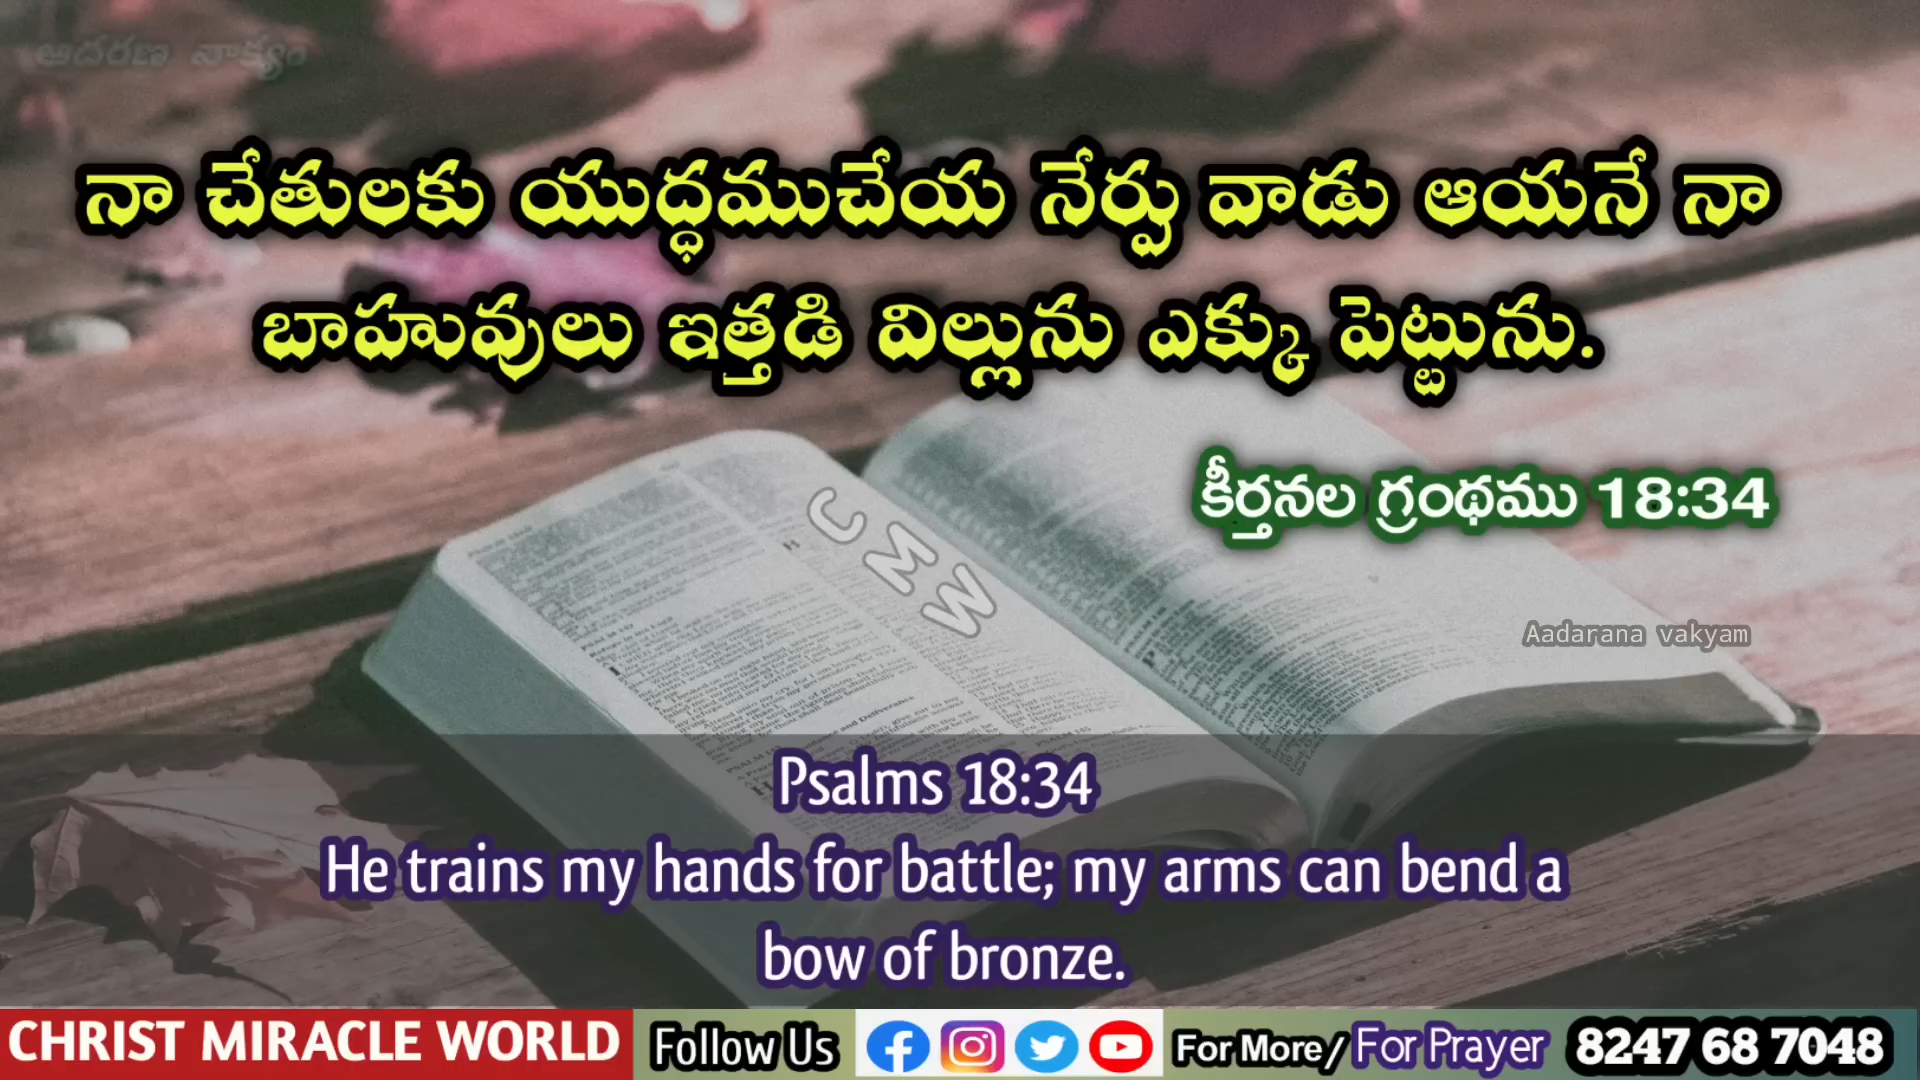 ఆదరణ వాక్యం
నా చేతులకు యుద్ధముచేయ నేర్పు వాడు ఆయనే నా
బాహువులు ఇత్తడి విల్లును ఎక్కు పెట్టును.
కీర్తనల గ్రంథము 18:34
C
M
W
Aadarana vakyam
Psalms 18:34
He trains my hands for battle; my arms can bend a
bow of bronze.
CHRIST MIRACLE WORLD Follow Us For More/ For Prayer 8247 68 7048